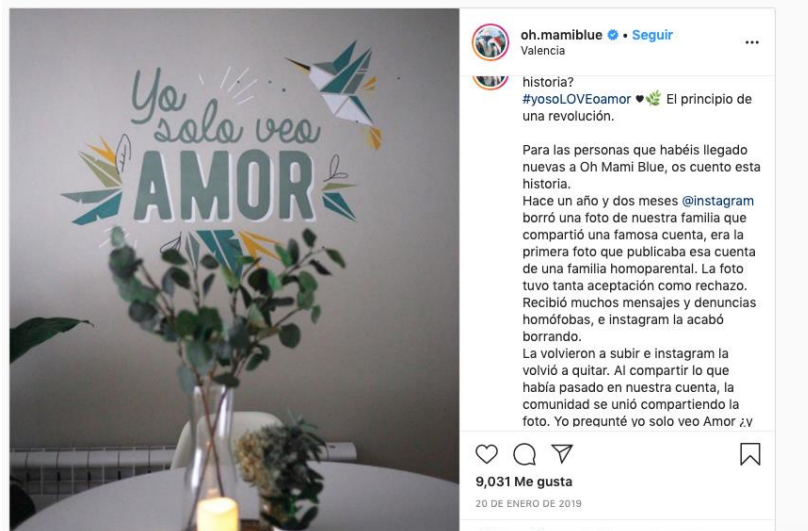 Yo
solo veo
AMOR
oh.mamiblue • Seguir
Valencia
historia?
#yosoLOVEoamor ♥🌿 El principio de
una revolución.
Para las personas que habéis llegado
nuevas a Oh Mami Blue, os cuento esta
historia.
Hace un año y dos meses @instagram
borró una foto de nuestra familia que
compartió una famosa cuenta, era la
primera foto que publicaba esa cuenta
de una familia homoparental. La foto
tuvo tanta aceptación como rechazo.
Recibió muchos mensajes y denuncias
homófobas, e instagram la acabó
borrando.
La volvieron a subir e instagram la
volvió a quitar. Al compartir lo que
había pasado en nuestra cuenta, la
comunidad se unió compartiendo la
foto. Yo pregunté yo solo veo Amor ¿y
9,031 Me gusta
20 DE ENERO DE 2019